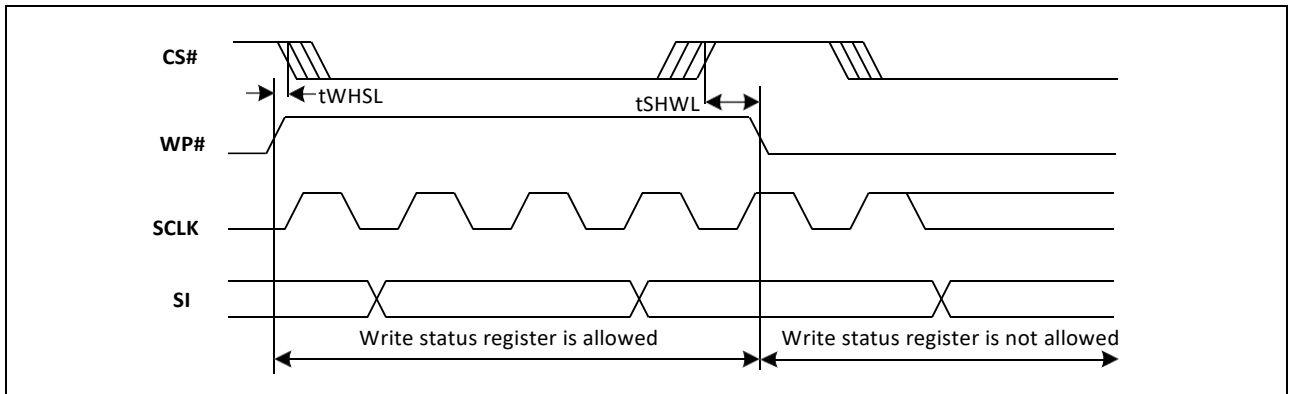 CS#
tWHSL
tSHWL
WP#
SCLK
SI
Write status register is allowed
Write status register is not allowed